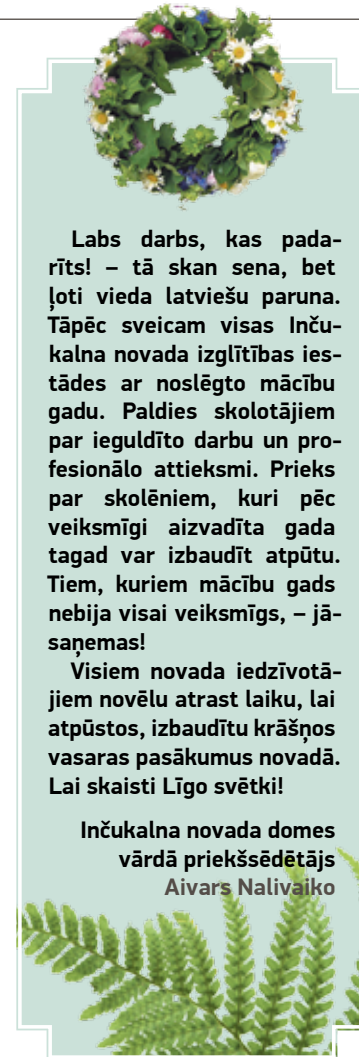 Labs darbs, kas pada-
rīts! – tā skan sena, bet
ļoti vieda latviešu paruna.
Tāpēc sveicam visas Inču-
kalna novada izglītības ies-
tādes ar noslēgto mācību
gadu. Paldies skolotājiem
par ieguldīto darbu un pro-
fesionālo attieksmi. Prieks
par skolēniem, kuri pēc
veiksmīgi aizvadīta gada
tagad var izbaudīt atpūtu.
Tiem, kuriem mācību gads
nebija visai veiksmīgs, – jā-
saņemas!
Visiem novada iedzīvotā-
jiem novēlu atrast laiku, lai
atpūstos, izbaudītu krāšņos
vasaras pasākumus novadā.
Lai skaisti Līgo svētki!
Inčukalna novada domes
vārdā priekšsēdētājs
Aivars Nalivaiko